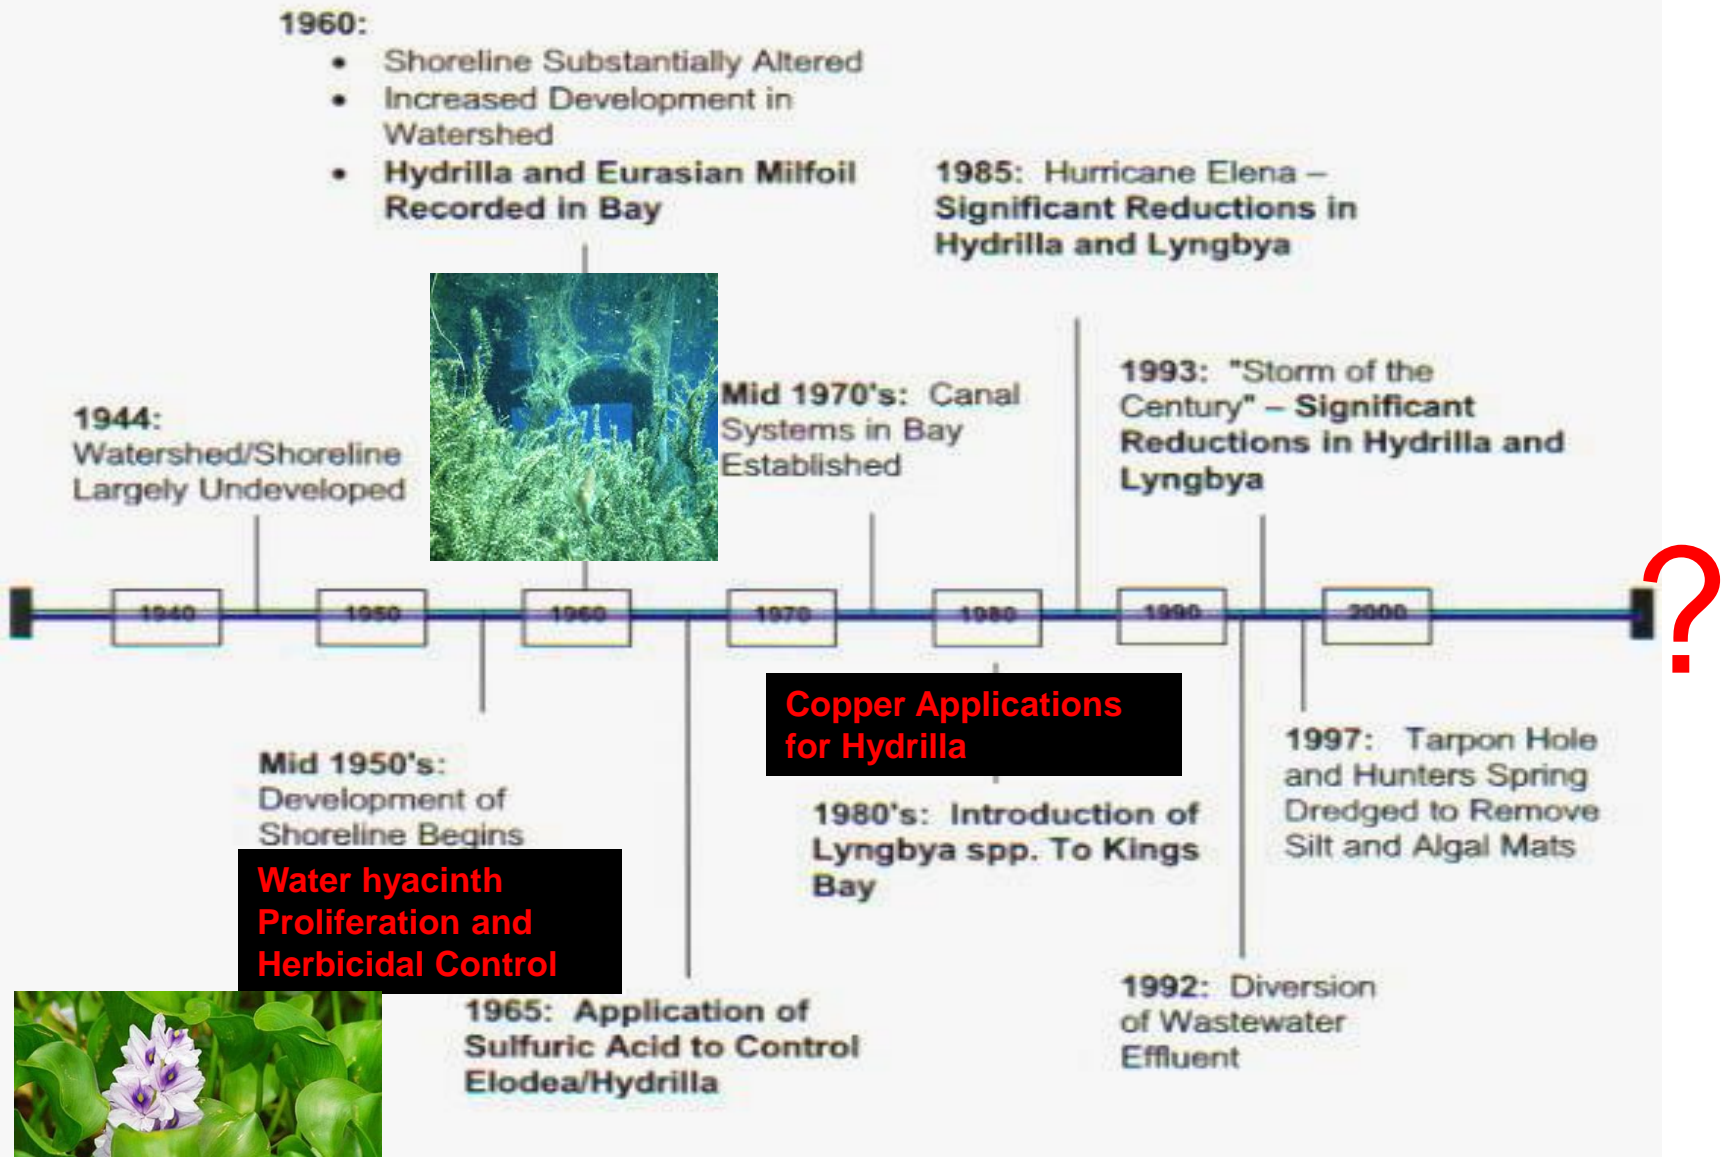 1960:
• Shoreline Substantially Altered
• Increased Development in
Watershed
• Hydrilla and Eurasian Milfoil
Recorded in Bay
1985: Hurricane Elena –
Significant Reductions in
Hydrilla and Lyngbya
1944:
Watershed/Shoreline
Largely Undeveloped
Mid 1970's: Canal
Systems in Bay
Established
1993: "Storm of the
Century" – Significant
Reductions in Hydrilla and
Lyngbya
1940 1950 1960 1970 1980 1990 2000
?
Copper Applications
for Hydrilla
Mid 1950's:
Development of
Shoreline Begins
Water hyacinth
Proliferation and
Herbicidal Control
1965: Application of
Sulfuric Acid to Control
Elodea/Hydrilla
1980's: Introduction of
Lyngbya spp. To Kings
Bay
1997: Tarpon Hole
and Hunters Spring
Dredged to Remove
Silt and Algal Mats
1992: Diversion
of Wastewater
Effluent